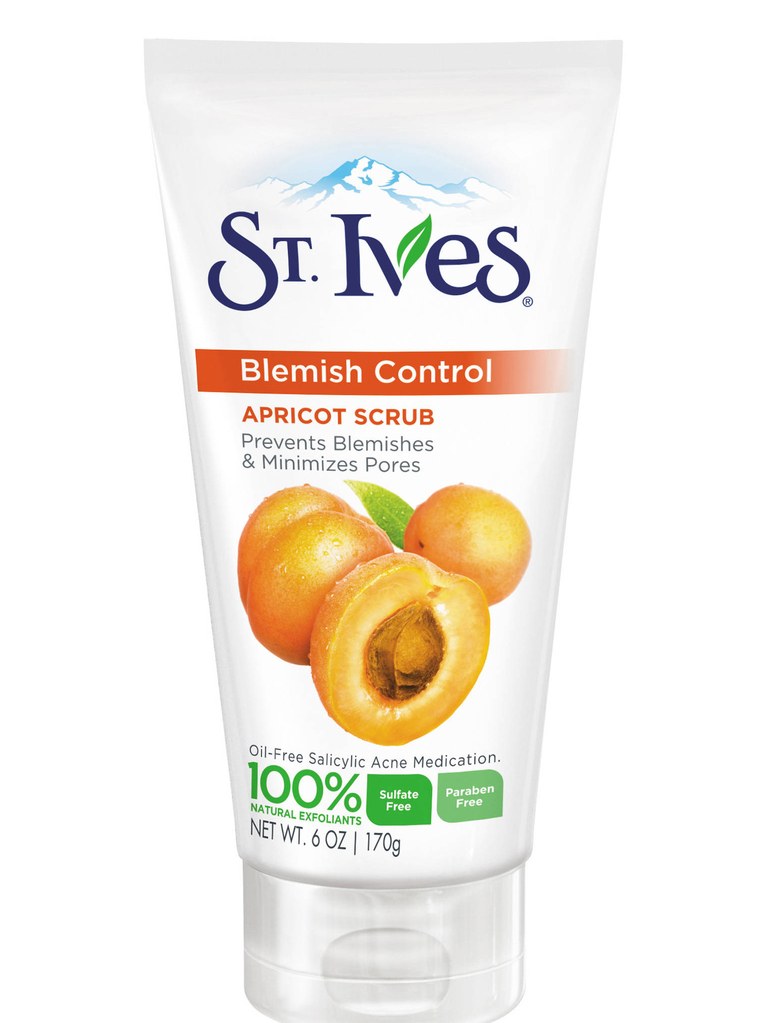 St. Ives®
Blemish Control
APRICOT SCRUB
Prevents Blemishes
& Minimizes Pores
Oil-Free Salicylic Acne Medication.
100%
NATURAL EXFOLIANTS
Sulfate
Free
Paraben
Free
NET WT. 6 OZ | 170g